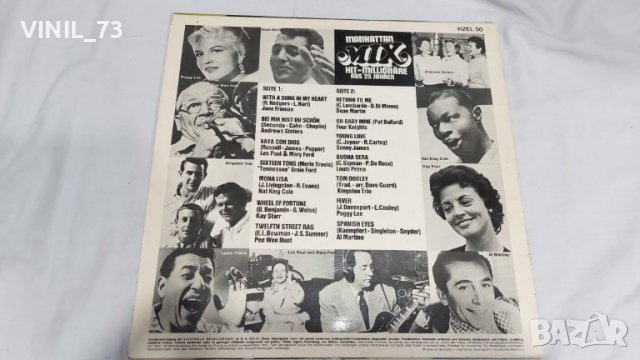 VINIL_73
HZEL 50
Peggy Lee
Dean Martin
MANHATTAN
MIX
HIT-MILLIONÄRE
AUS 25 JAHREN
Andrews Sisters
SEITE 1:
WITH A SONG IN MY HEART
(R. Rodgers - L. Hart)
Jane Froman
BEI MIR BIST DU SCHÖN
(Secunda - Cahn - Chaplin)
Andrews Sisters
VAYA CON DIOS
(Russell - James - Pepper)
Les Paul & Mary Ford
SIXTEEN TONS (Merle Travis)
"Tennessee" Ernie Ford
MONA LISA
(J. Livingston - R. Evans)
Nat King Cole
WHEEL OF FORTUNE
(B. Benjamin - G. Weiss)
Kay Starr
TWELFTH STREET RAG
(E. L. Bowman - J. S. Sumner)
Pee Wee Hunt
SEITE 2:
RETURN TO ME
(C. Lombardo - D. Di Minno)
Dean Martin
OH BABY MINE (Pat Ballard)
Four Knights
YOUNG LOVE
(C. Joyner - R. Cartey)
Sonny James
BUONA SERA
(C. Sigman - P. De Rose)
Louis Prima
TOM DOOLEY
(Trad. - arr. Dave Guard)
Kingston Trio
FEVER
(J. Davenport - E. Cooley)
Peggy Lee
SPANISH EYES
(Kaempfert - Singleton - Snyder)
Al Martino
Kingston Trio
Nat King Cole
Kay Starr
Louis Prima
Les Paul and Mary Ford
Al Martino
bazar